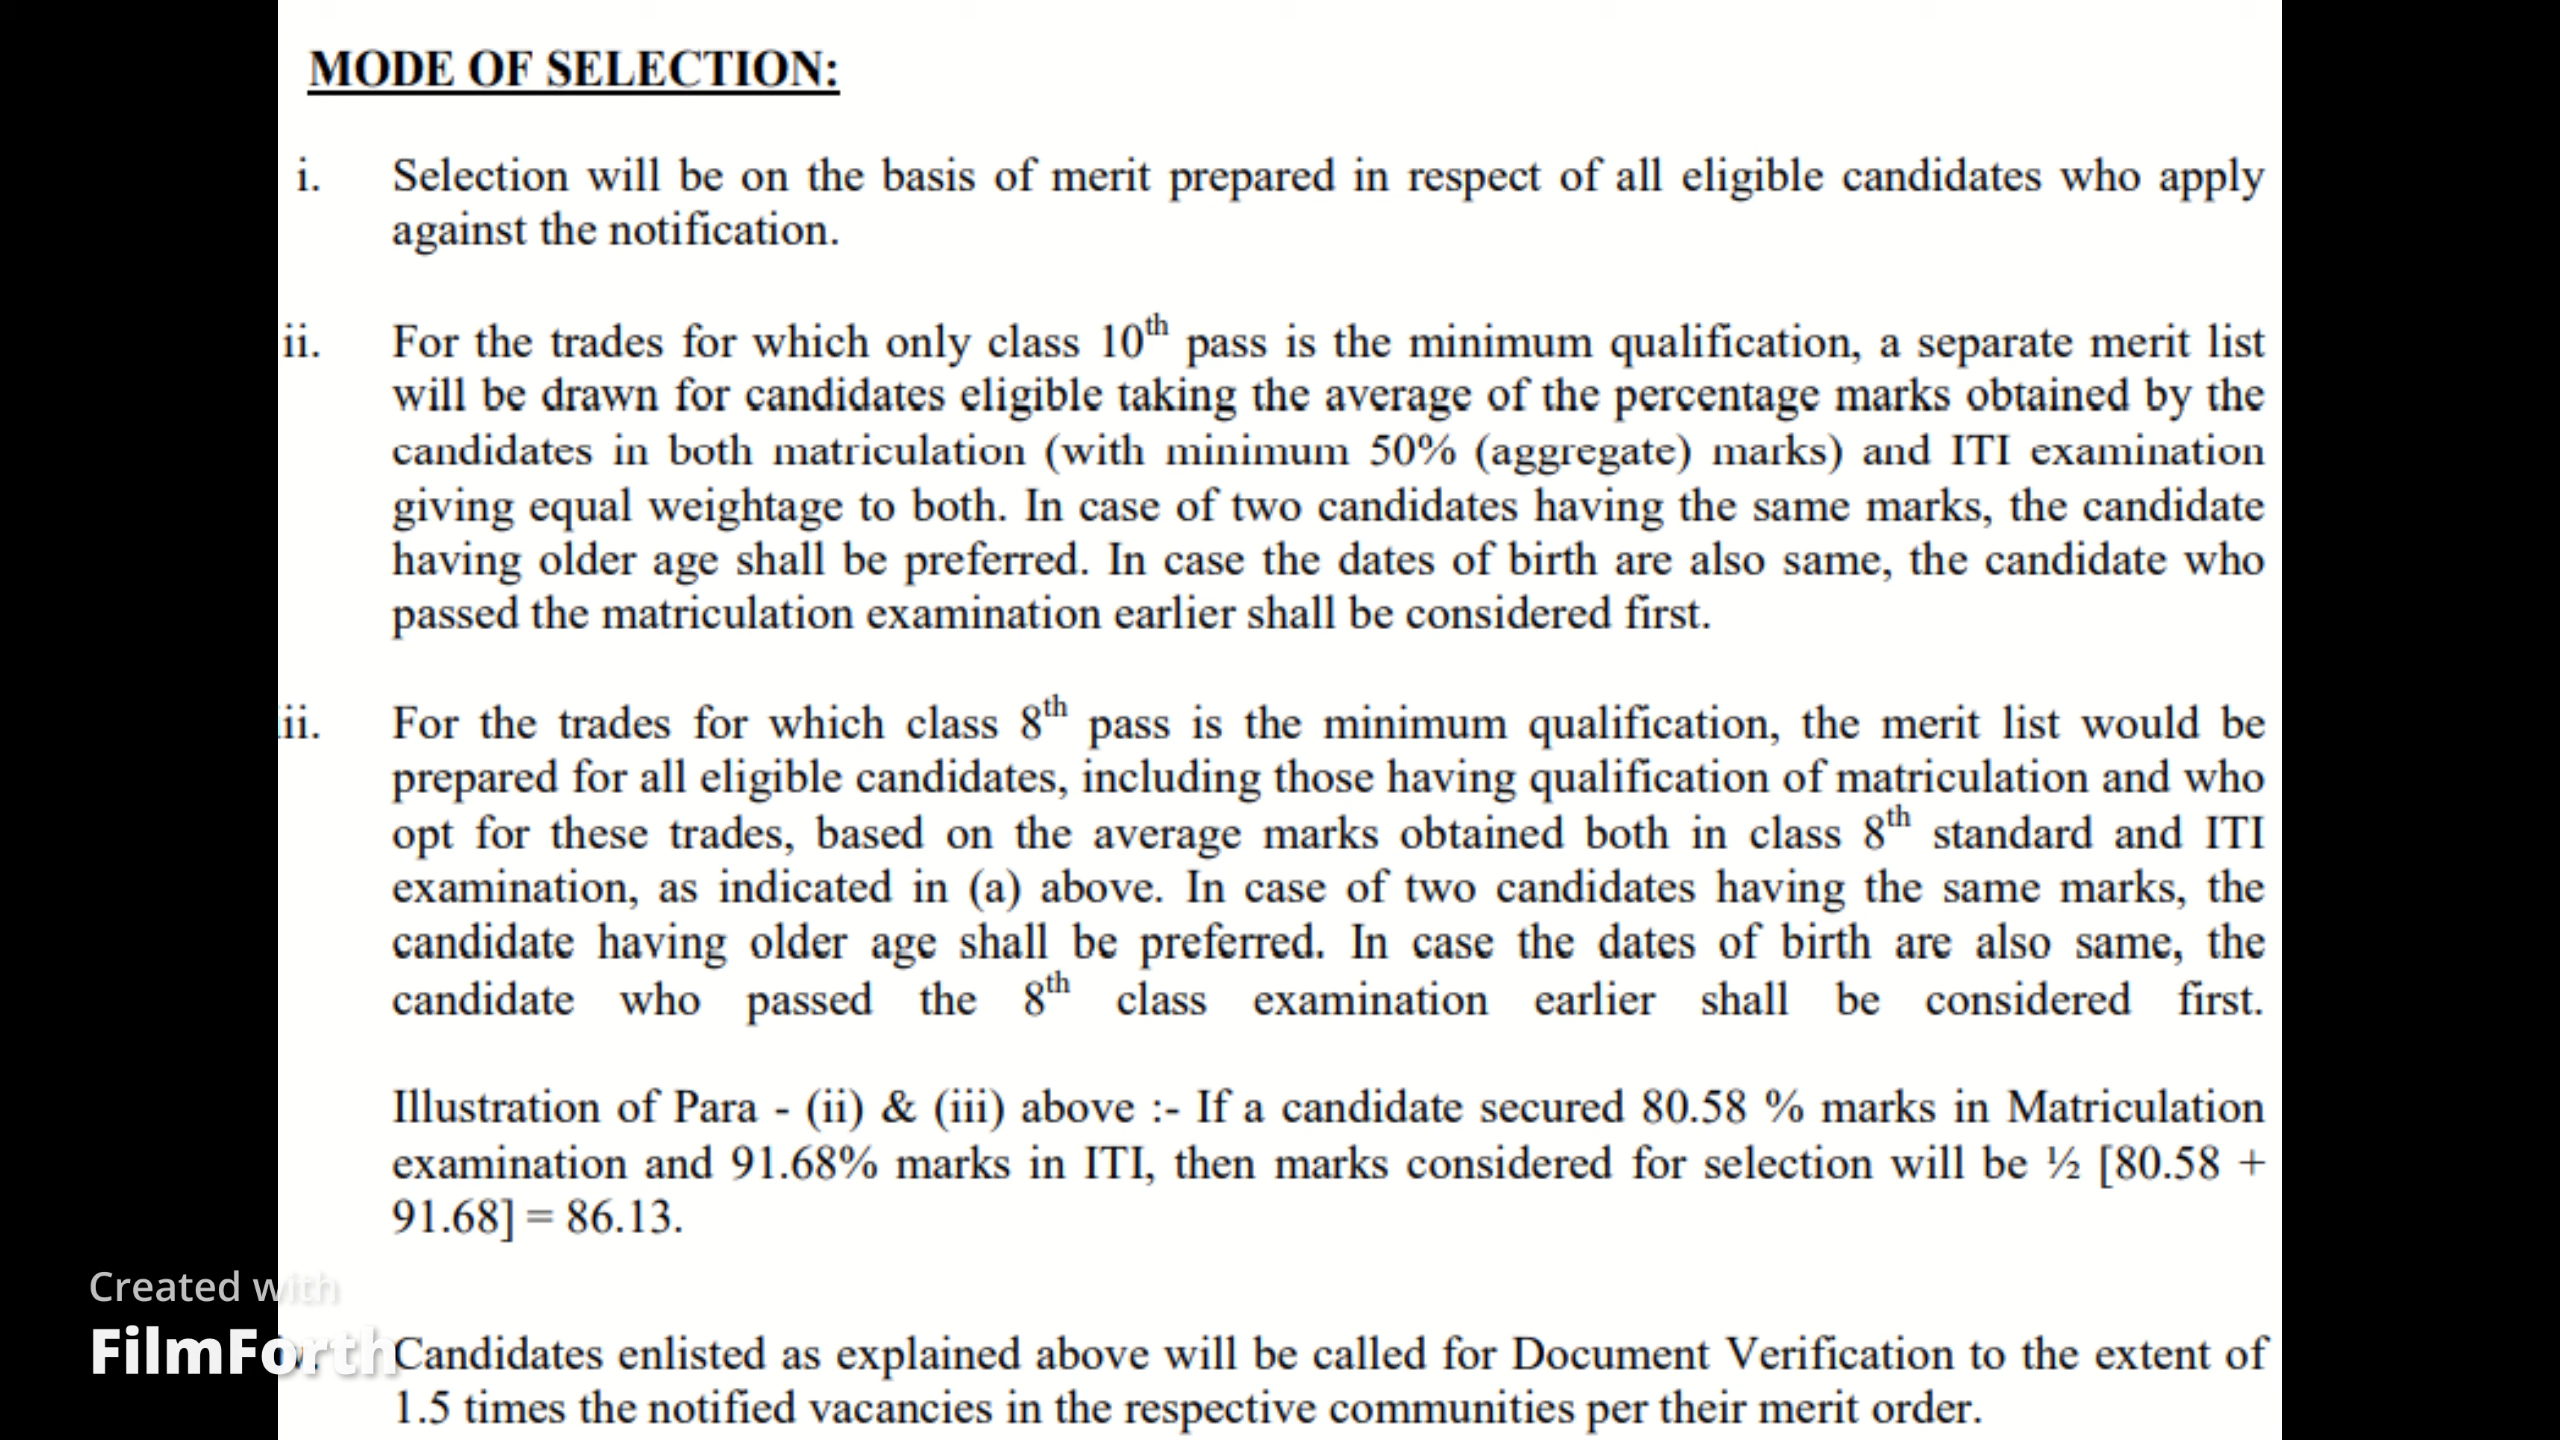 MODE OF SELECTION:
i. Selection will be on the basis of merit prepared in respect of all eligible candidates who apply
against the notification.
ii. For the trades for which only class 10th pass is the minimum qualification, a separate merit list
will be drawn for candidates eligible taking the average of the percentage marks obtained by the
candidates in both matriculation (with minimum 50% (aggregate) marks) and ITI examination
giving equal weightage to both. In case of two candidates having the same marks, the candidate
having older age shall be preferred. In case the dates of birth are also same, the candidate who
passed the matriculation examination earlier shall be considered first.
ii. For the trades for which class 8th pass is the minimum qualification, the merit list would be
prepared for all eligible candidates, including those having qualification of matriculation and who
opt for these trades, based on the average marks obtained both in class 8th standard and ITI
examination, as indicated in (a) above. In case of two candidates having the same marks, the
candidate having older age shall be preferred. In case the dates of birth are also same, the
candidate who passed the 8th class examination earlier shall be considered first.
Illustration of Para - (ii) & (iii) above :- If a candidate secured 80.58 % marks in Matriculation
examination and 91.68% marks in ITI, then marks considered for selection will be ½ [80.58 +
91.68] = 86.13.
Candidates enlisted as explained above will be called for Document Verification to the extent of
1.5 times the notified vacancies in the respective communities per their merit order.
Created with
FilmForth